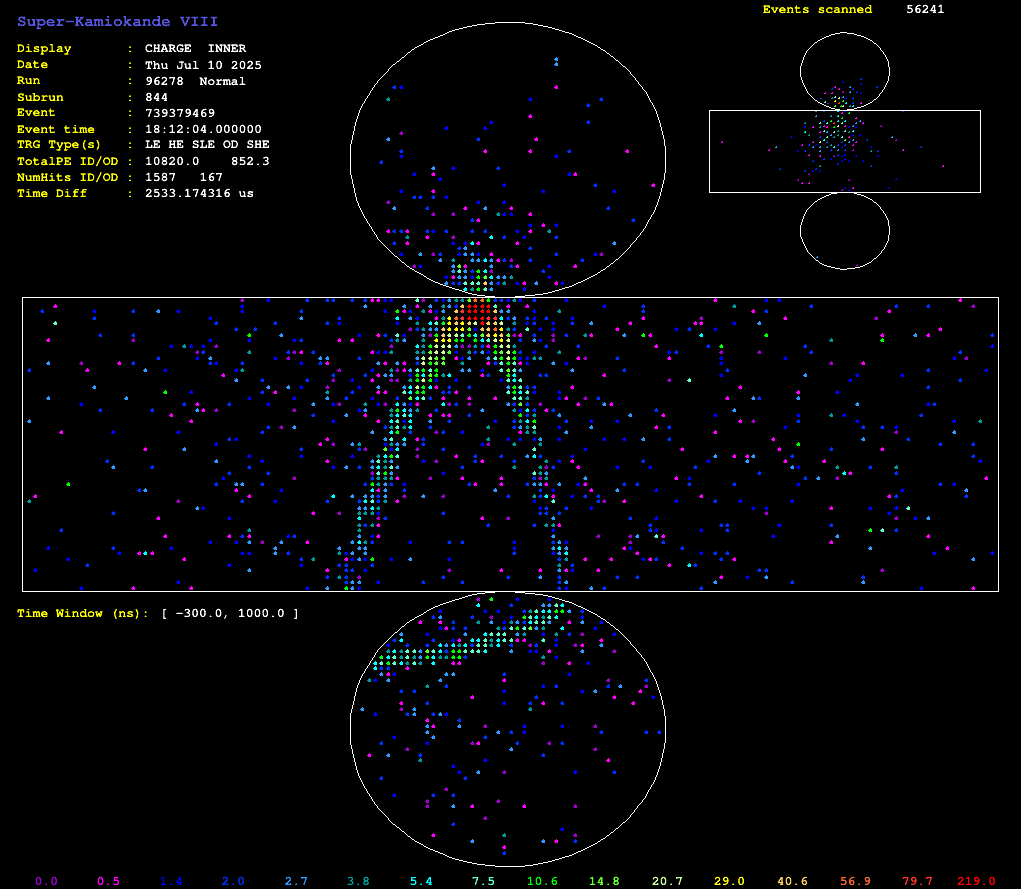 Super-Kamiokande VIII
Events scanned 56241
Display : CHARGE INNER
Date : Thu Jul 10 2025
Run : 96278 Normal
Subrun : 844
Event : 739379469
Event time : 18:12:04.000000
TRG Type(s) : LE HE SLE OD SHE
TotalPE ID/OD : 10820.0 852.3
NumHits ID/OD : 1587 167
Time Diff : 2533.174316 us
Time Window (ns): [ -300.0, 1000.0 ]
0.0 0.5 1.4 2.0 2.7 3.8 5.4 7.5 10.6 14.8 20.7 29.0 40.6 56.9 79.7 219.0